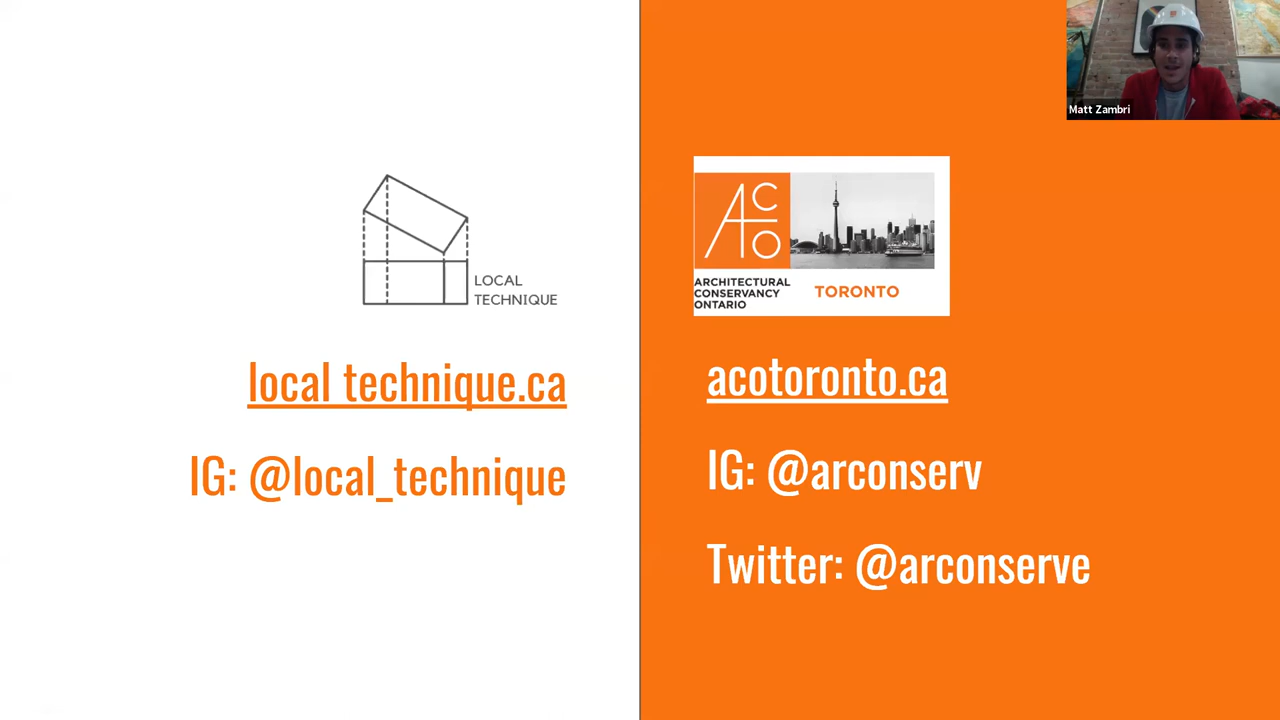 LOCAL
TECHNIQUE
local technique.ca
IG: @local_technique
Matt Zambri
ACO
ARCHITECTURAL
CONSERVANCY
ONTARIO
TORONTO
acotoronto.ca
IG: @arconserv
Twitter: @arconserve